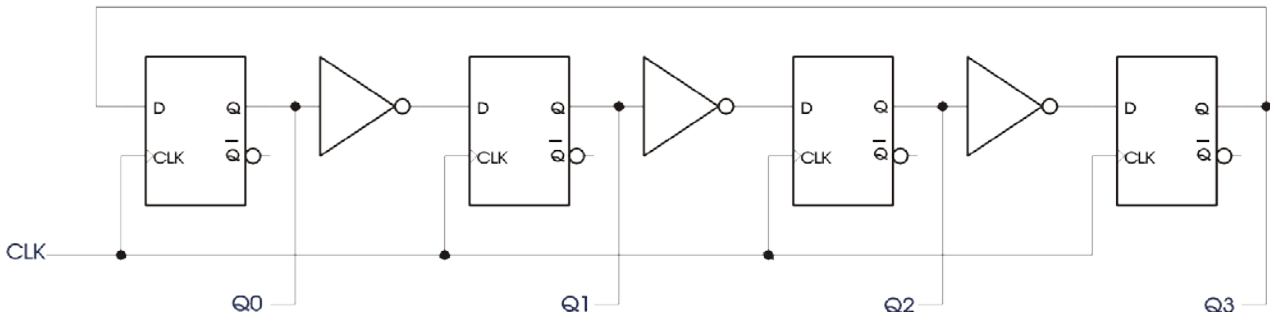 D Q D Q D Q D Q
CLK Q̅ CLK Q̅ CLK Q̅ CLK Q̅
CLK
Q0 Q1 Q2 Q3